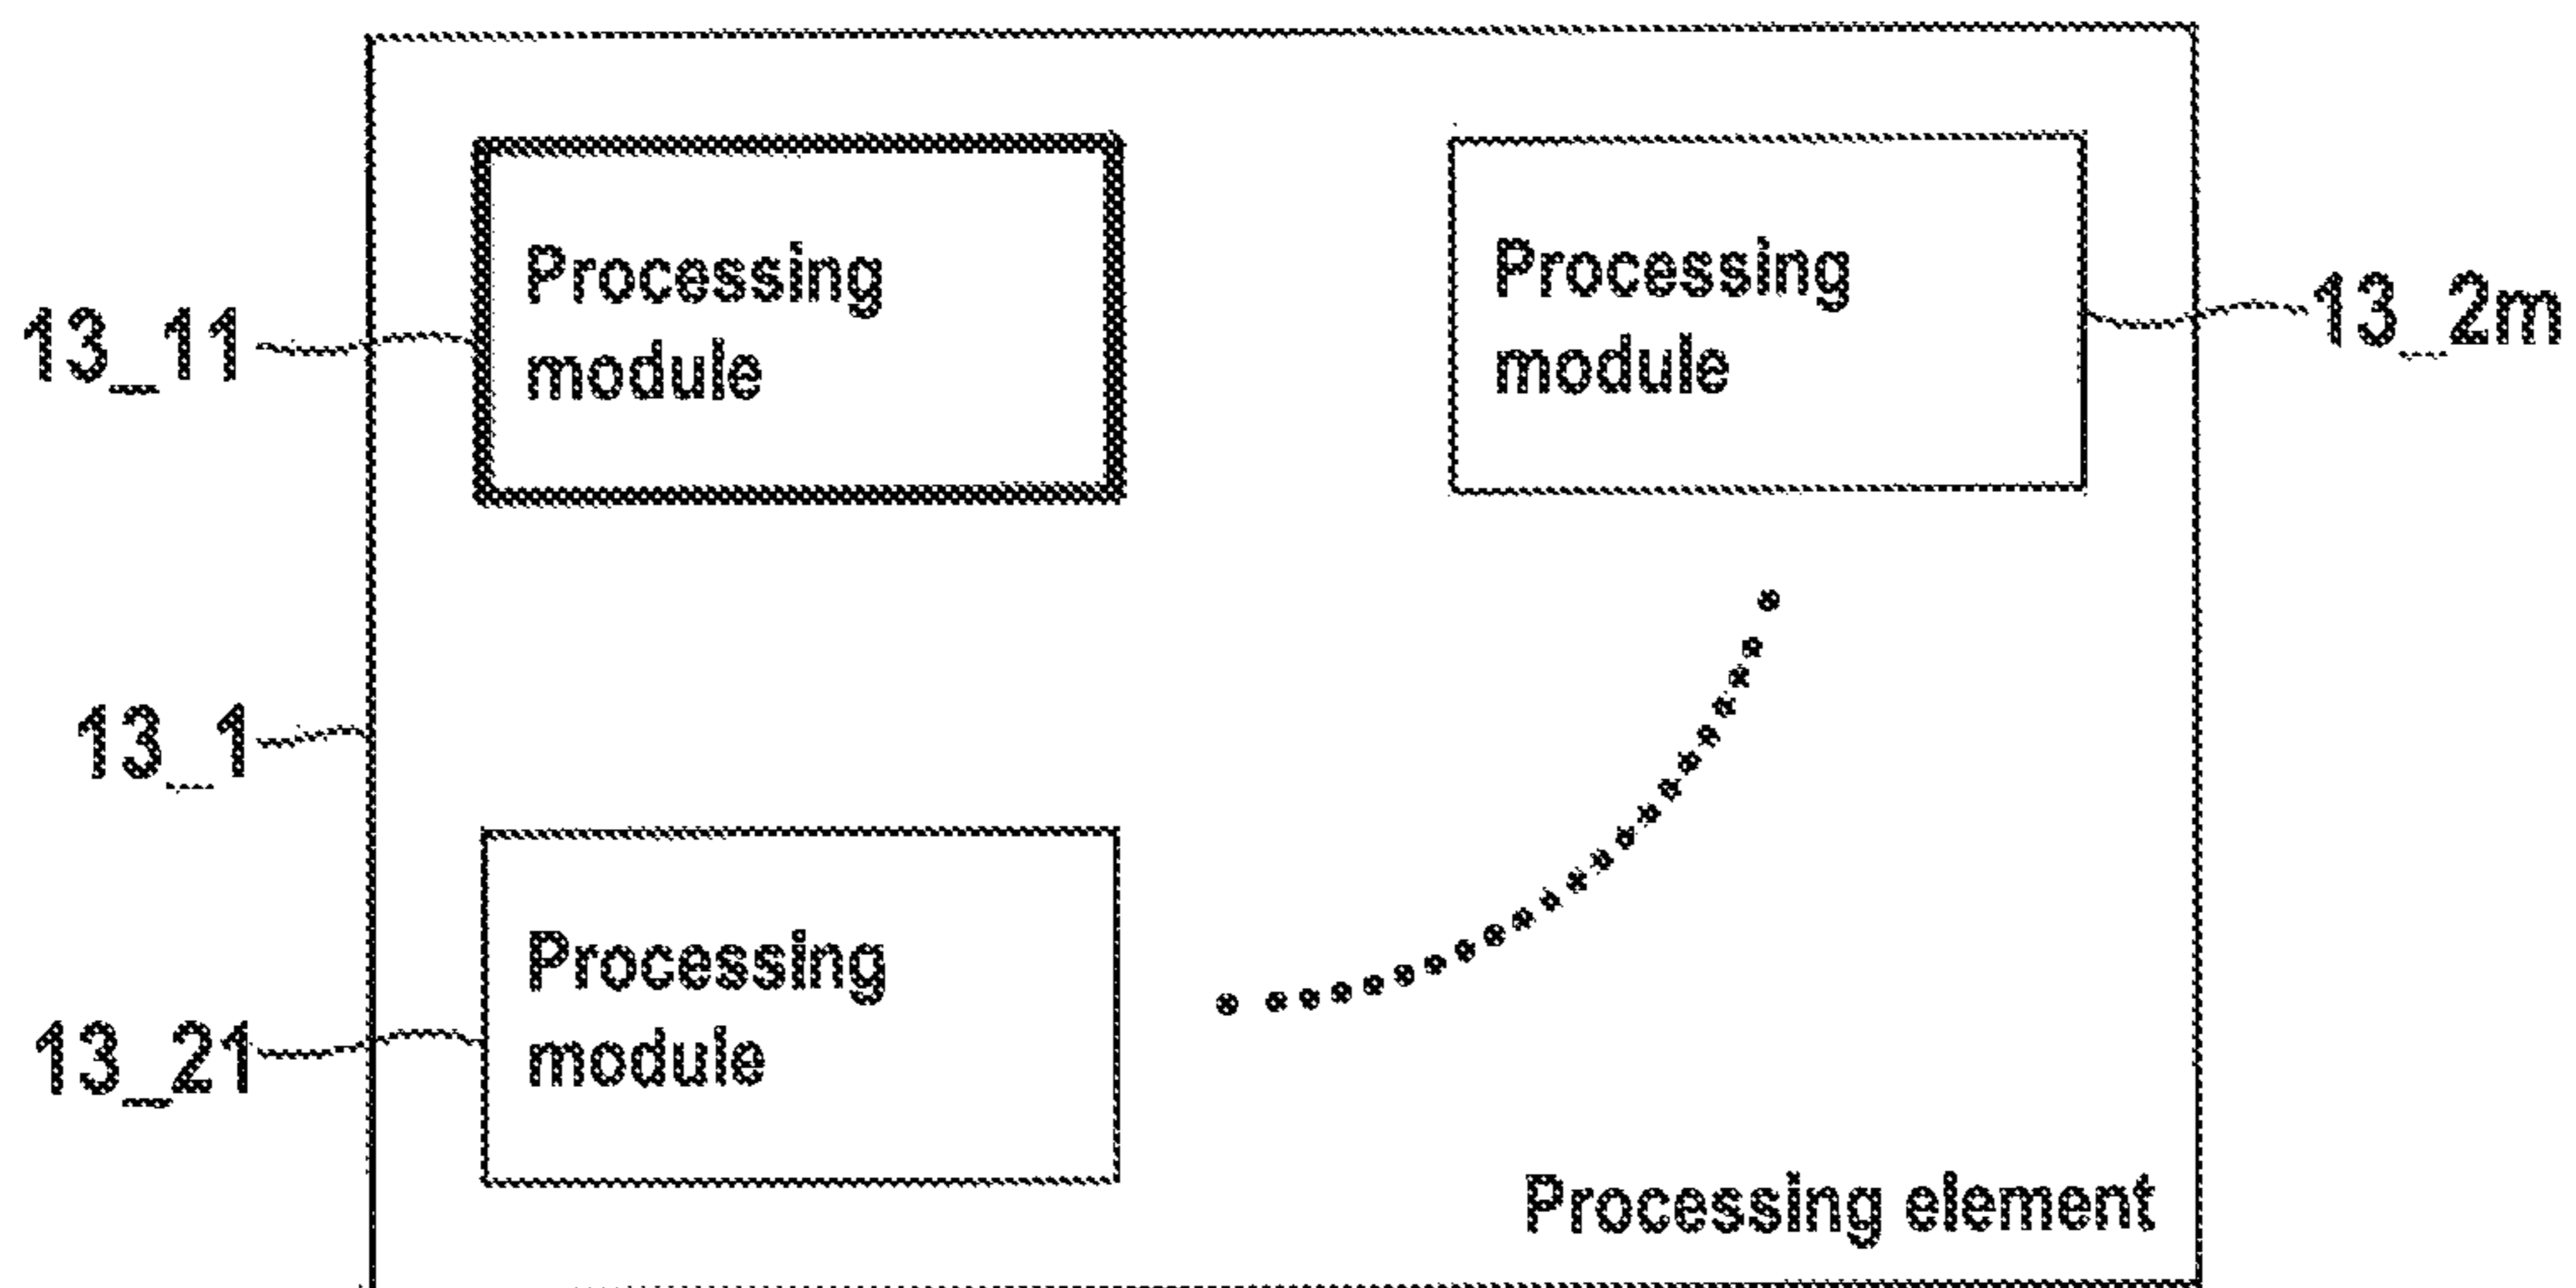 Processing
module
Processing
module
13_11
13_2m
13_1
Processing
module
13_21
Processing element